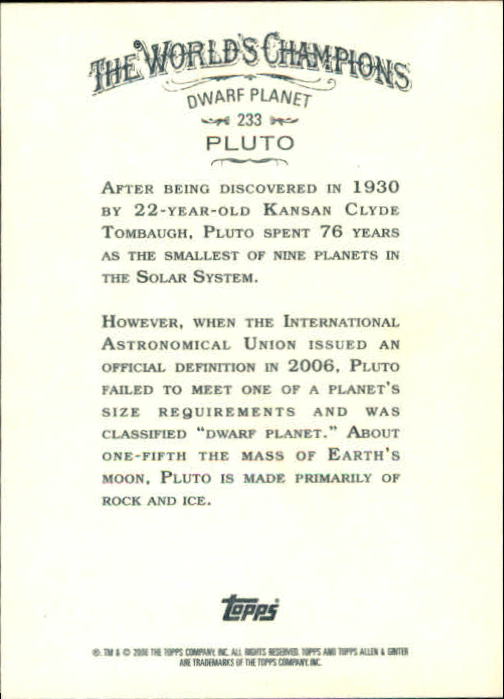 THE WORLD'S CHAMPIONS
DWARF PLANET
233
PLUTO
AFTER BEING DISCOVERED IN 1930
BY 22-YEAR-OLD KANSAN CLYDE
TOMBAUGH, PLUTO SPENT 76 YEARS
AS THE SMALLEST OF NINE PLANETS IN
THE SOLAR SYSTEM.
HOWEVER, WHEN THE INTERNATIONAL
ASTRONOMICAL UNION ISSUED AN
OFFICIAL DEFINITION IN 2006, PLUTO
FAILED TO MEET ONE OF A PLANET'S
SIZE REQUIREMENTS AND WAS
CLASSIFIED "DWARF PLANET." ABOUT
ONE-FIFTH THE MASS OF EARTH'S
MOON, PLUTO IS MADE PRIMARILY OF
ROCK AND ICE.
Topps
®, TM & © 2008 THE TOPPS COMPANY, INC. ALL RIGHTS RESERVED. TOPPS AND TOPPS ALLEN & GINTER
ARE TRADEMARKS OF THE TOPPS COMPANY, INC.